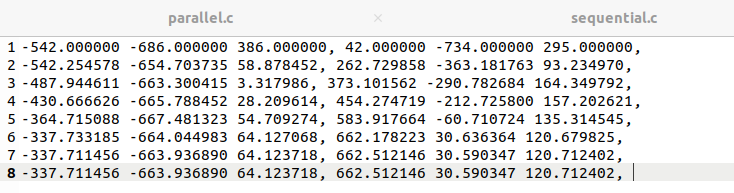 parallel.c × sequential.c
1 -542.000000 -686.000000 386.000000, 42.000000 -734.000000 295.000000,
2 -542.254578 -654.703735 58.878452, 262.729858 -363.181763 93.234970,
3 -487.944611 -663.300415 3.317986, 373.101562 -290.782684 164.349792,
4 -430.666626 -665.788452 28.209614, 454.274719 -212.725800 157.202621,
5 -364.715088 -667.481323 54.709274, 583.917664 -60.710724 135.314545,
6 -337.733185 -664.044983 64.127068, 662.178223 30.636364 120.679825,
7 -337.711456 -663.936890 64.123718, 662.512146 30.590347 120.712402,
8 -337.711456 -663.936890 64.123718, 662.512146 30.590347 120.712402,